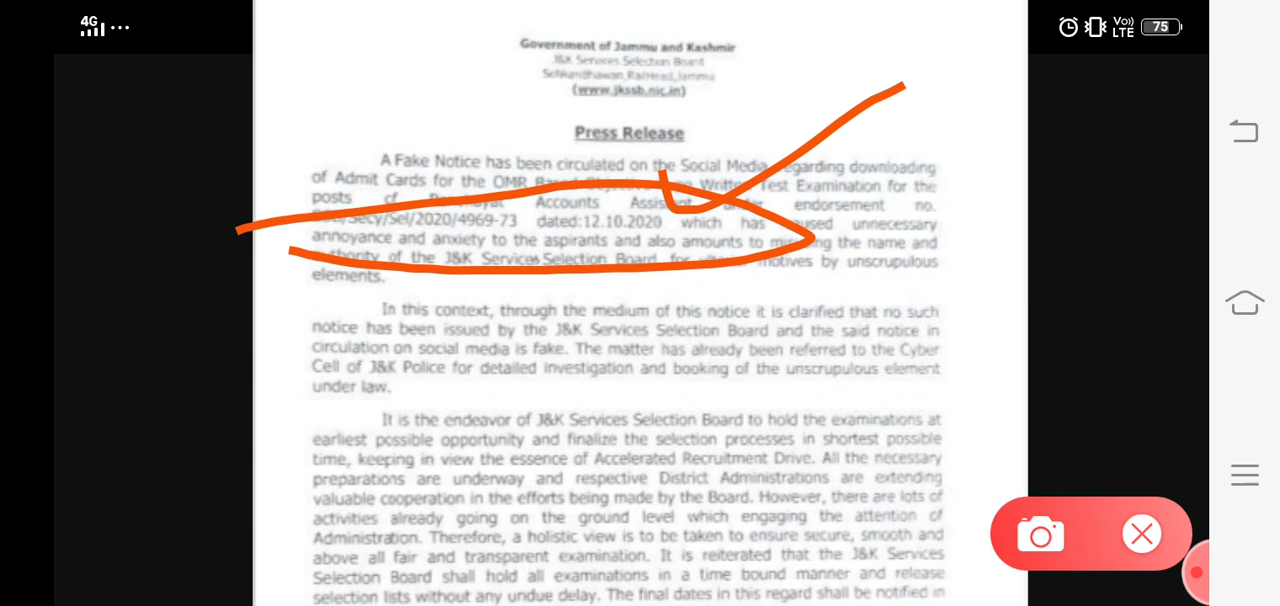 4G
Vo))
LTE
75
Government of Jammu and Kashmir
J&K Services Selection Board
Sehkari Bhawan, RailHead, Jammu
(www.jkssb.nic.in)
Press Release
A Fake Notice has been circulated on the Social Media regarding downloading
of Admit Cards for the OMR Based Objective Written Test Examination for the
posts of Panchayat Accounts Assistant under endorsement no.
/Secy/Sel/2020/4969-73 dated:12.10.2020 which has caused unnecessary
annoyance and anxiety to the aspirants and also amounts to misusing the name and
authority of the J&K Services Selection Board, for motives by unscrupulous
elements.
In this context, through the medium of this notice it is clarified that no such
notice has been issued by the J&K Services Selection Board and the said notice in
circulation on social media is fake. The matter has already been referred to the Cyber
Cell of J&K Police for detailed investigation and booking of the unscrupulous element
under law.
It is the endeavor of J&K Services Selection Board to hold the examinations at
earliest possible opportunity and finalize the selection processes in shortest possible
time, keeping in view the essence of Accelerated Recruitment Drive. All the necessary
preparations are underway and respective District Administrations are extending
valuable cooperation in the efforts being made by the Board. However, there are lots of
activities already going on the ground level which engaging the attention of
Administration. Therefore, a holistic view is to be taken to ensure secure, smooth and
above all fair and transparent examination. It is reiterated that the J&K Services
Selection Board shall hold all examinations in a time bound manner and release
selection lists without any undue delay. The final dates in this regard shall be notified in